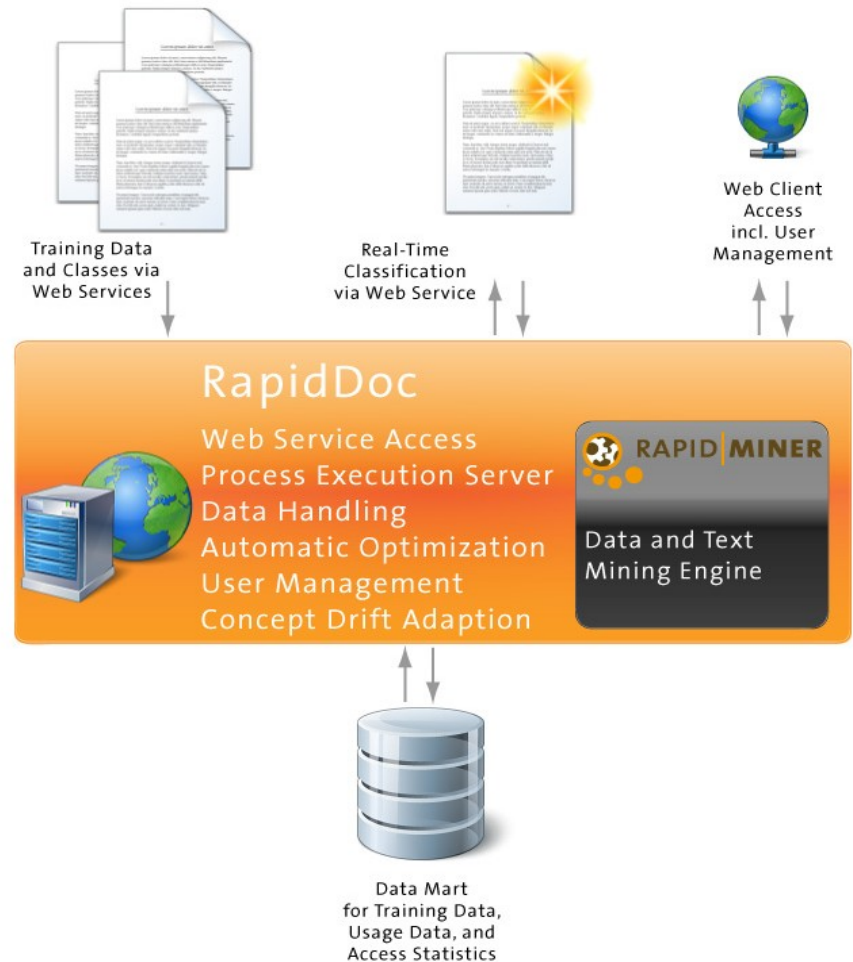 Training Data
and Classes via
Web Services
Real-Time
Classification
via Web Service
Web Client
Access
incl. User
Management
RapidDoc
Web Service Access
Process Execution Server
Data Handling
Automatic Optimization
User Management
Concept Drift Adaption
RAPID MINER
Data and Text
Mining Engine
Data Mart
for Training Data,
Usage Data, and
Access Statistics